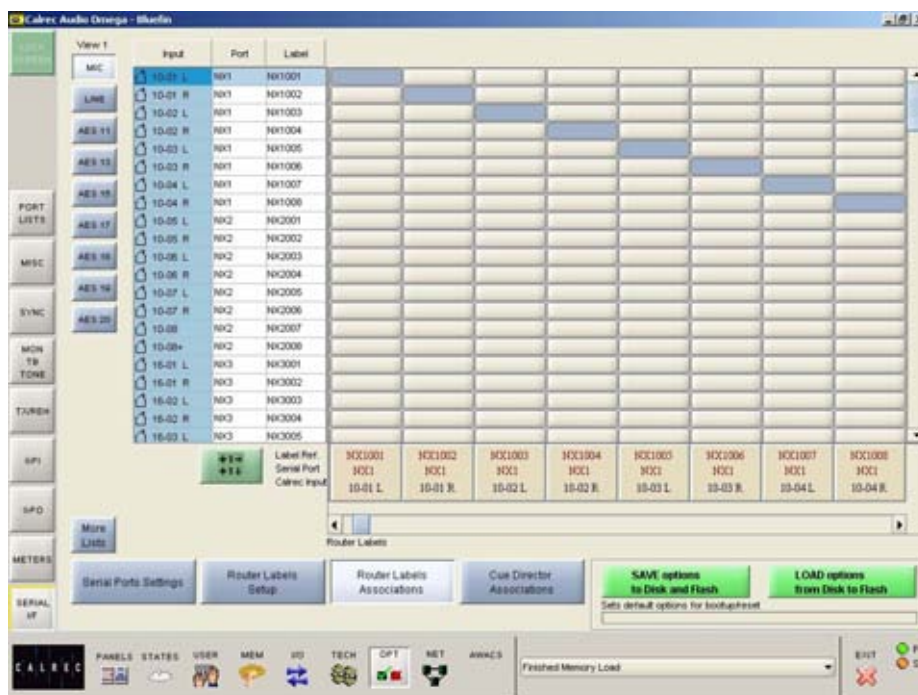 Calrec Audio Omega - Bluefin
View 1
Input Port Label
MIC
LINE
AES 11
AES 13
AES 15
AES 17
AES 18
AES 19
AES 20
10-01 L NX1 NX1001
10-01 R NX1 NX1002
10-02 L NX1 NX1003
10-02 R NX1 NX1004
10-03 L NX1 NX1005
10-03 R NX1 NX1006
10-04 L NX1 NX1007
10-04 R NX1 NX1008
10-05 L NX2 NX2001
10-05 R NX2 NX2002
10-06 L NX2 NX2003
10-06 R NX2 NX2004
10-07 L NX2 NX2005
10-07 R NX2 NX2006
10-08 NX2 NX2007
10-08+ NX2 NX2008
16-01 L NX3 NX3001
16-01 R NX3 NX3002
16-02 L NX3 NX3003
16-02 R NX3 NX3004
16-03 L NX3 NX3005
PORT
LISTS
MISC
SYNC
MON
TB
TONE
TX/REH
GPI
GPO
METERS
SERIAL
I/F
Label Ref. NX1001 NX1002 NX1003 NX1004 NX1005 NX1006 NX1007 NX1008
Serial Port NX1 NX1 NX1 NX1 NX1 NX1 NX1 NX1
Calrec Input 10-01 L 10-01 R 10-02 L 10-02 R 10-03 L 10-03 R 10-04 L 10-04 R
More
Lists
Router Labels
Serial Ports Settings
Router Labels
Setup
Router Labels
Associations
Cue Director
Associations
SAVE options
to Disk and Flash
LOAD options
from Disk to Flash
Sets default options for bootup/reset
CALREC
PANELS STATES USER MEM I/O TECH OPT NET AWACS
Finished Memory Load
EXIT